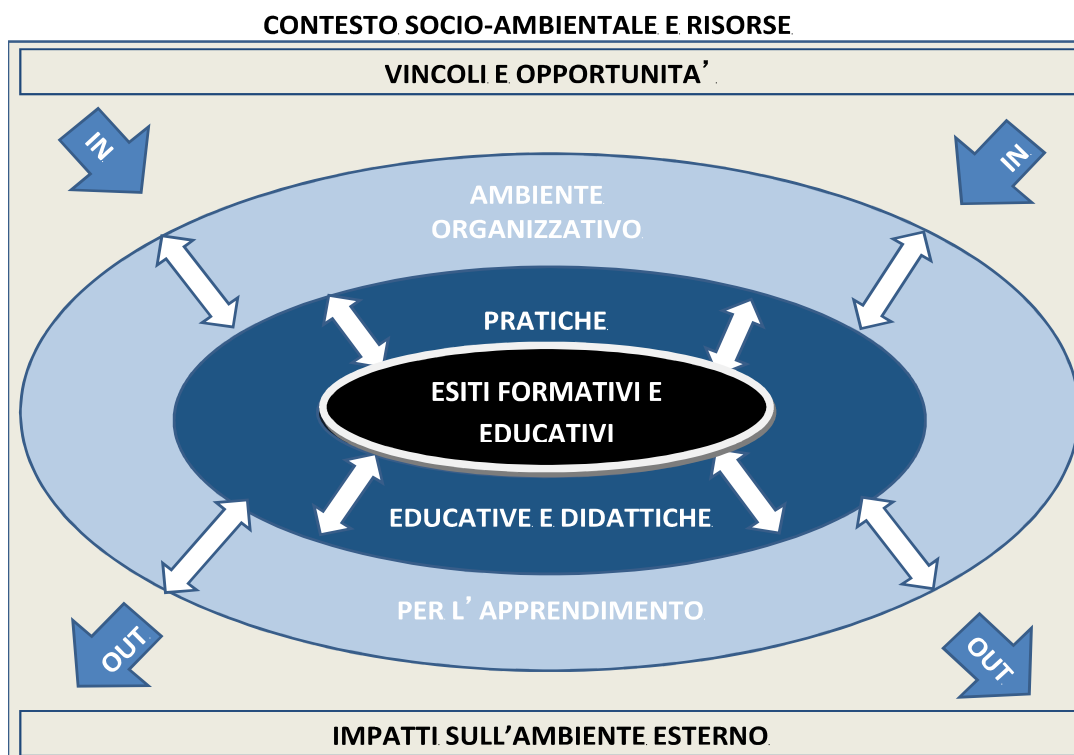 CONTESTO SOCIO-AMBIENTALE E RISORSE
VINCOLI E OPPORTUNITA’
IN
IN
AMBIENTE
ORGANIZZATIVO
PRATICHE
ESITI FORMATIVI E
EDUCATIVI
EDUCATIVE E DIDATTICHE
PER L’ APPRENDIMENTO
OUT
OUT
IMPATTI SULL’AMBIENTE ESTERNO